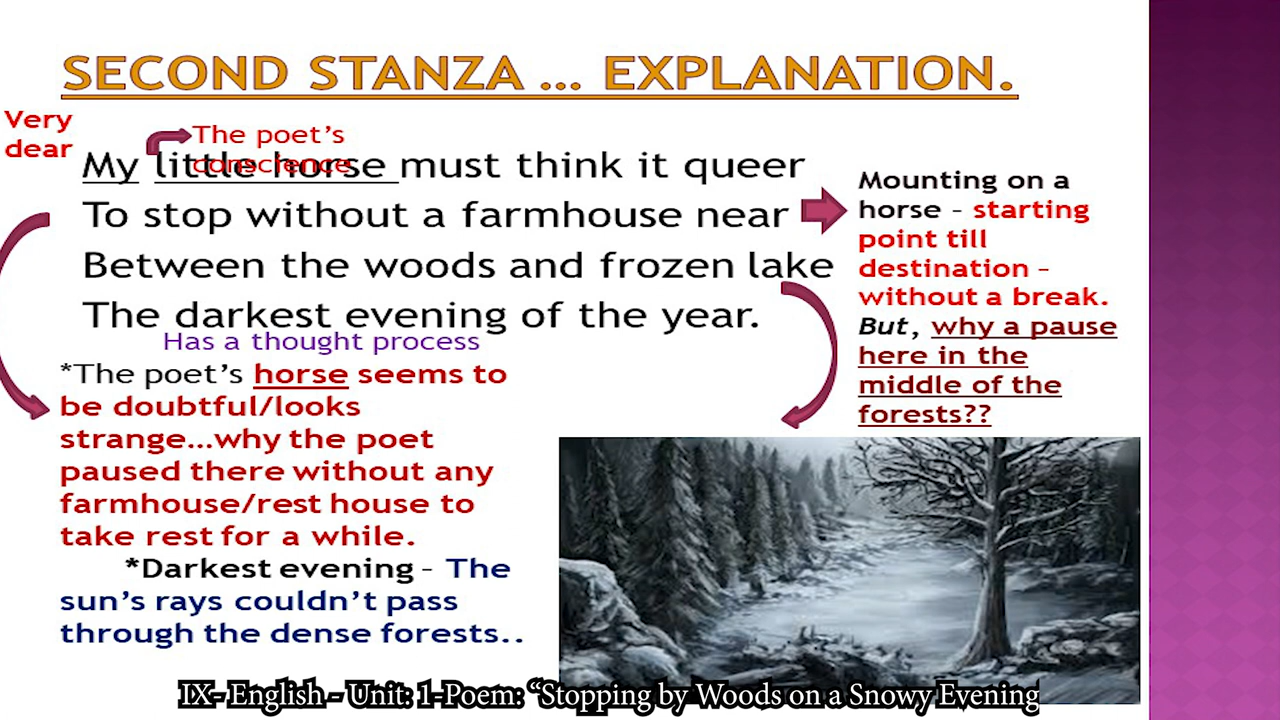 SECOND STANZA ... EXPLANATION.
Very
dear
The poet's
conscience
My little horse must think it queer
To stop without a farmhouse near
Between the woods and frozen lake
The darkest evening of the year.
Has a thought process
*The poet's horse seems to
be doubtful/looks
strange...why the poet
paused there without any
farmhouse/rest house to
take rest for a while.
*Darkest evening - The
sun's rays couldn't pass
through the dense forests..
Mounting on a
horse - starting
point till
destination -
without a break.
But, why a pause
here in the
middle of the
forests??
IX- English - Unit: 1-Poem: “Stopping by Woods on a Snowy Evening